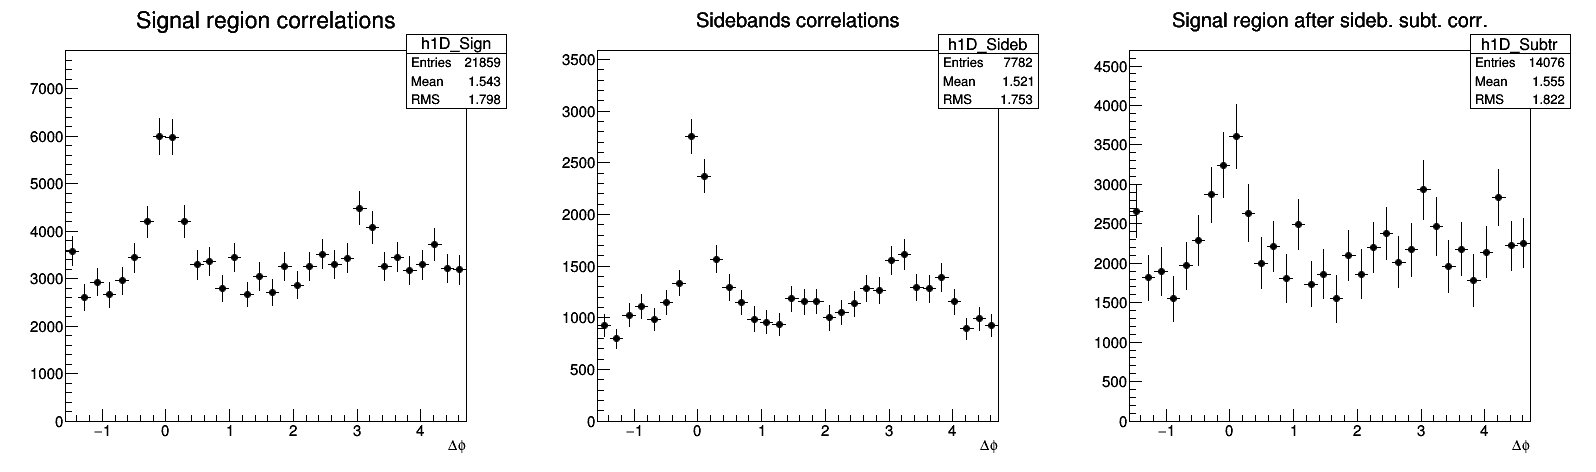 Signal region correlations
h1D_Sign
Entries 21859
Mean 1.543
RMS 1.798
7000
6000
5000
4000
3000
2000
1000
0
−1 0 1 2 3 4
Δϕ
Sidebands correlations
h1D_Sideb
Entries 7782
Mean 1.521
RMS 1.753
3500
3000
2500
2000
1500
1000
500
0
−1 0 1 2 3 4
Δϕ
Signal region after sideb. subt. corr.
h1D_Subtr
Entries 14076
Mean 1.555
RMS 1.822
4500
4000
3500
3000
2500
2000
1500
1000
500
0
−1 0 1 2 3 4
Δϕ